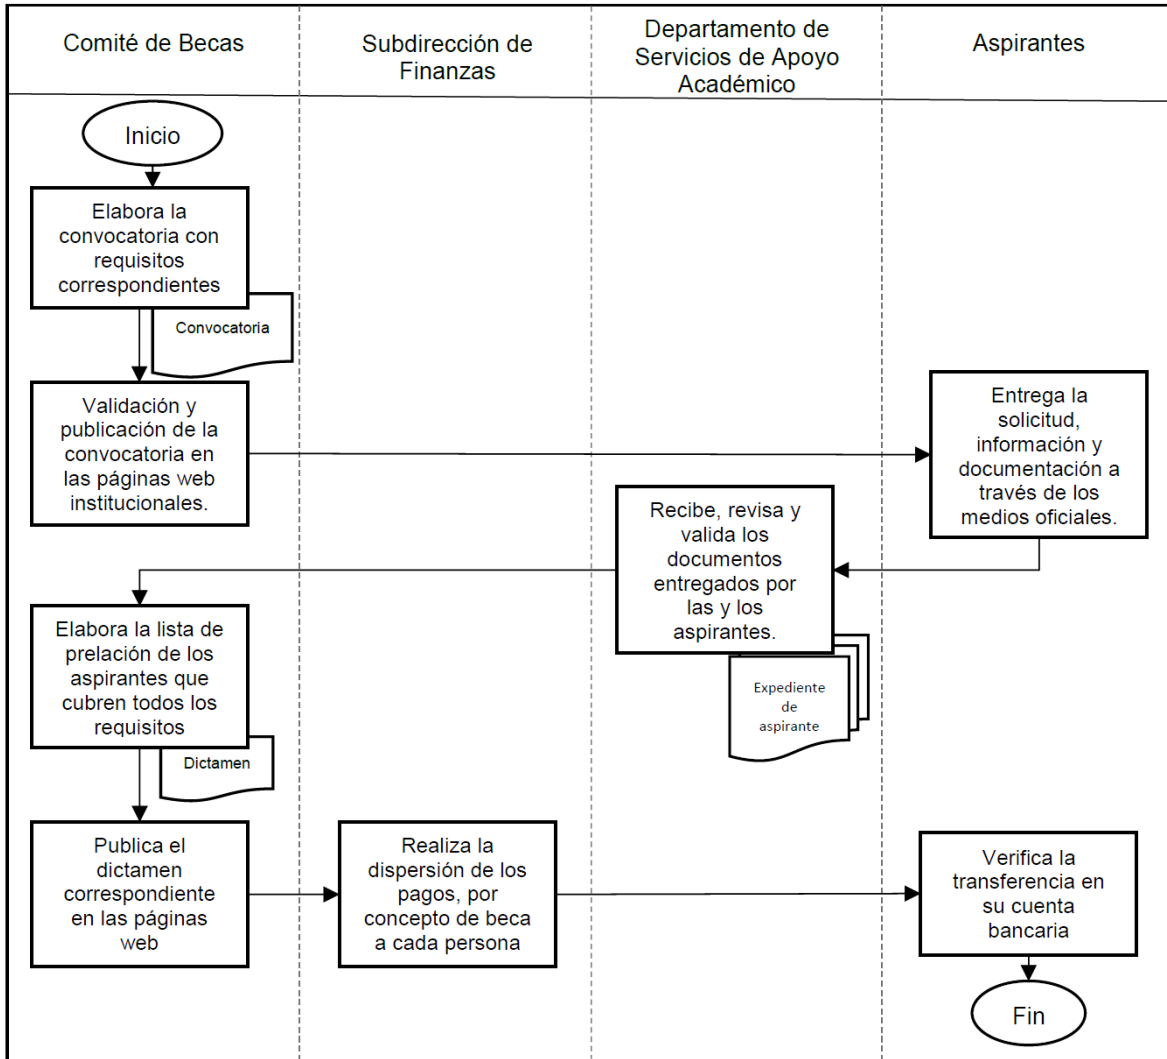 Comité de Becas
Subdirección de
Finanzas
Departamento de
Servicios de Apoyo
Académico
Aspirantes
Inicio
Elabora la
convocatoria con
requisitos
correspondientes
Convocatoria
Validación y
publicación de la
convocatoria en
las páginas web
institucionales.
Entrega la
solicitud,
información y
documentación a
través de los
medios oficiales.
Recibe, revisa y
valida los
documentos
entregados por
las y los
aspirantes.
Expediente
de
aspirante
Elabora la lista de
prelación de los
aspirantes que
cubren todos los
requisitos
Dictamen
Publica el
dictamen
correspondiente
en las páginas
web
Realiza la
dispersión de los
pagos, por
concepto de beca
a cada persona
Verifica la
transferencia en
su cuenta
bancaria
Fin